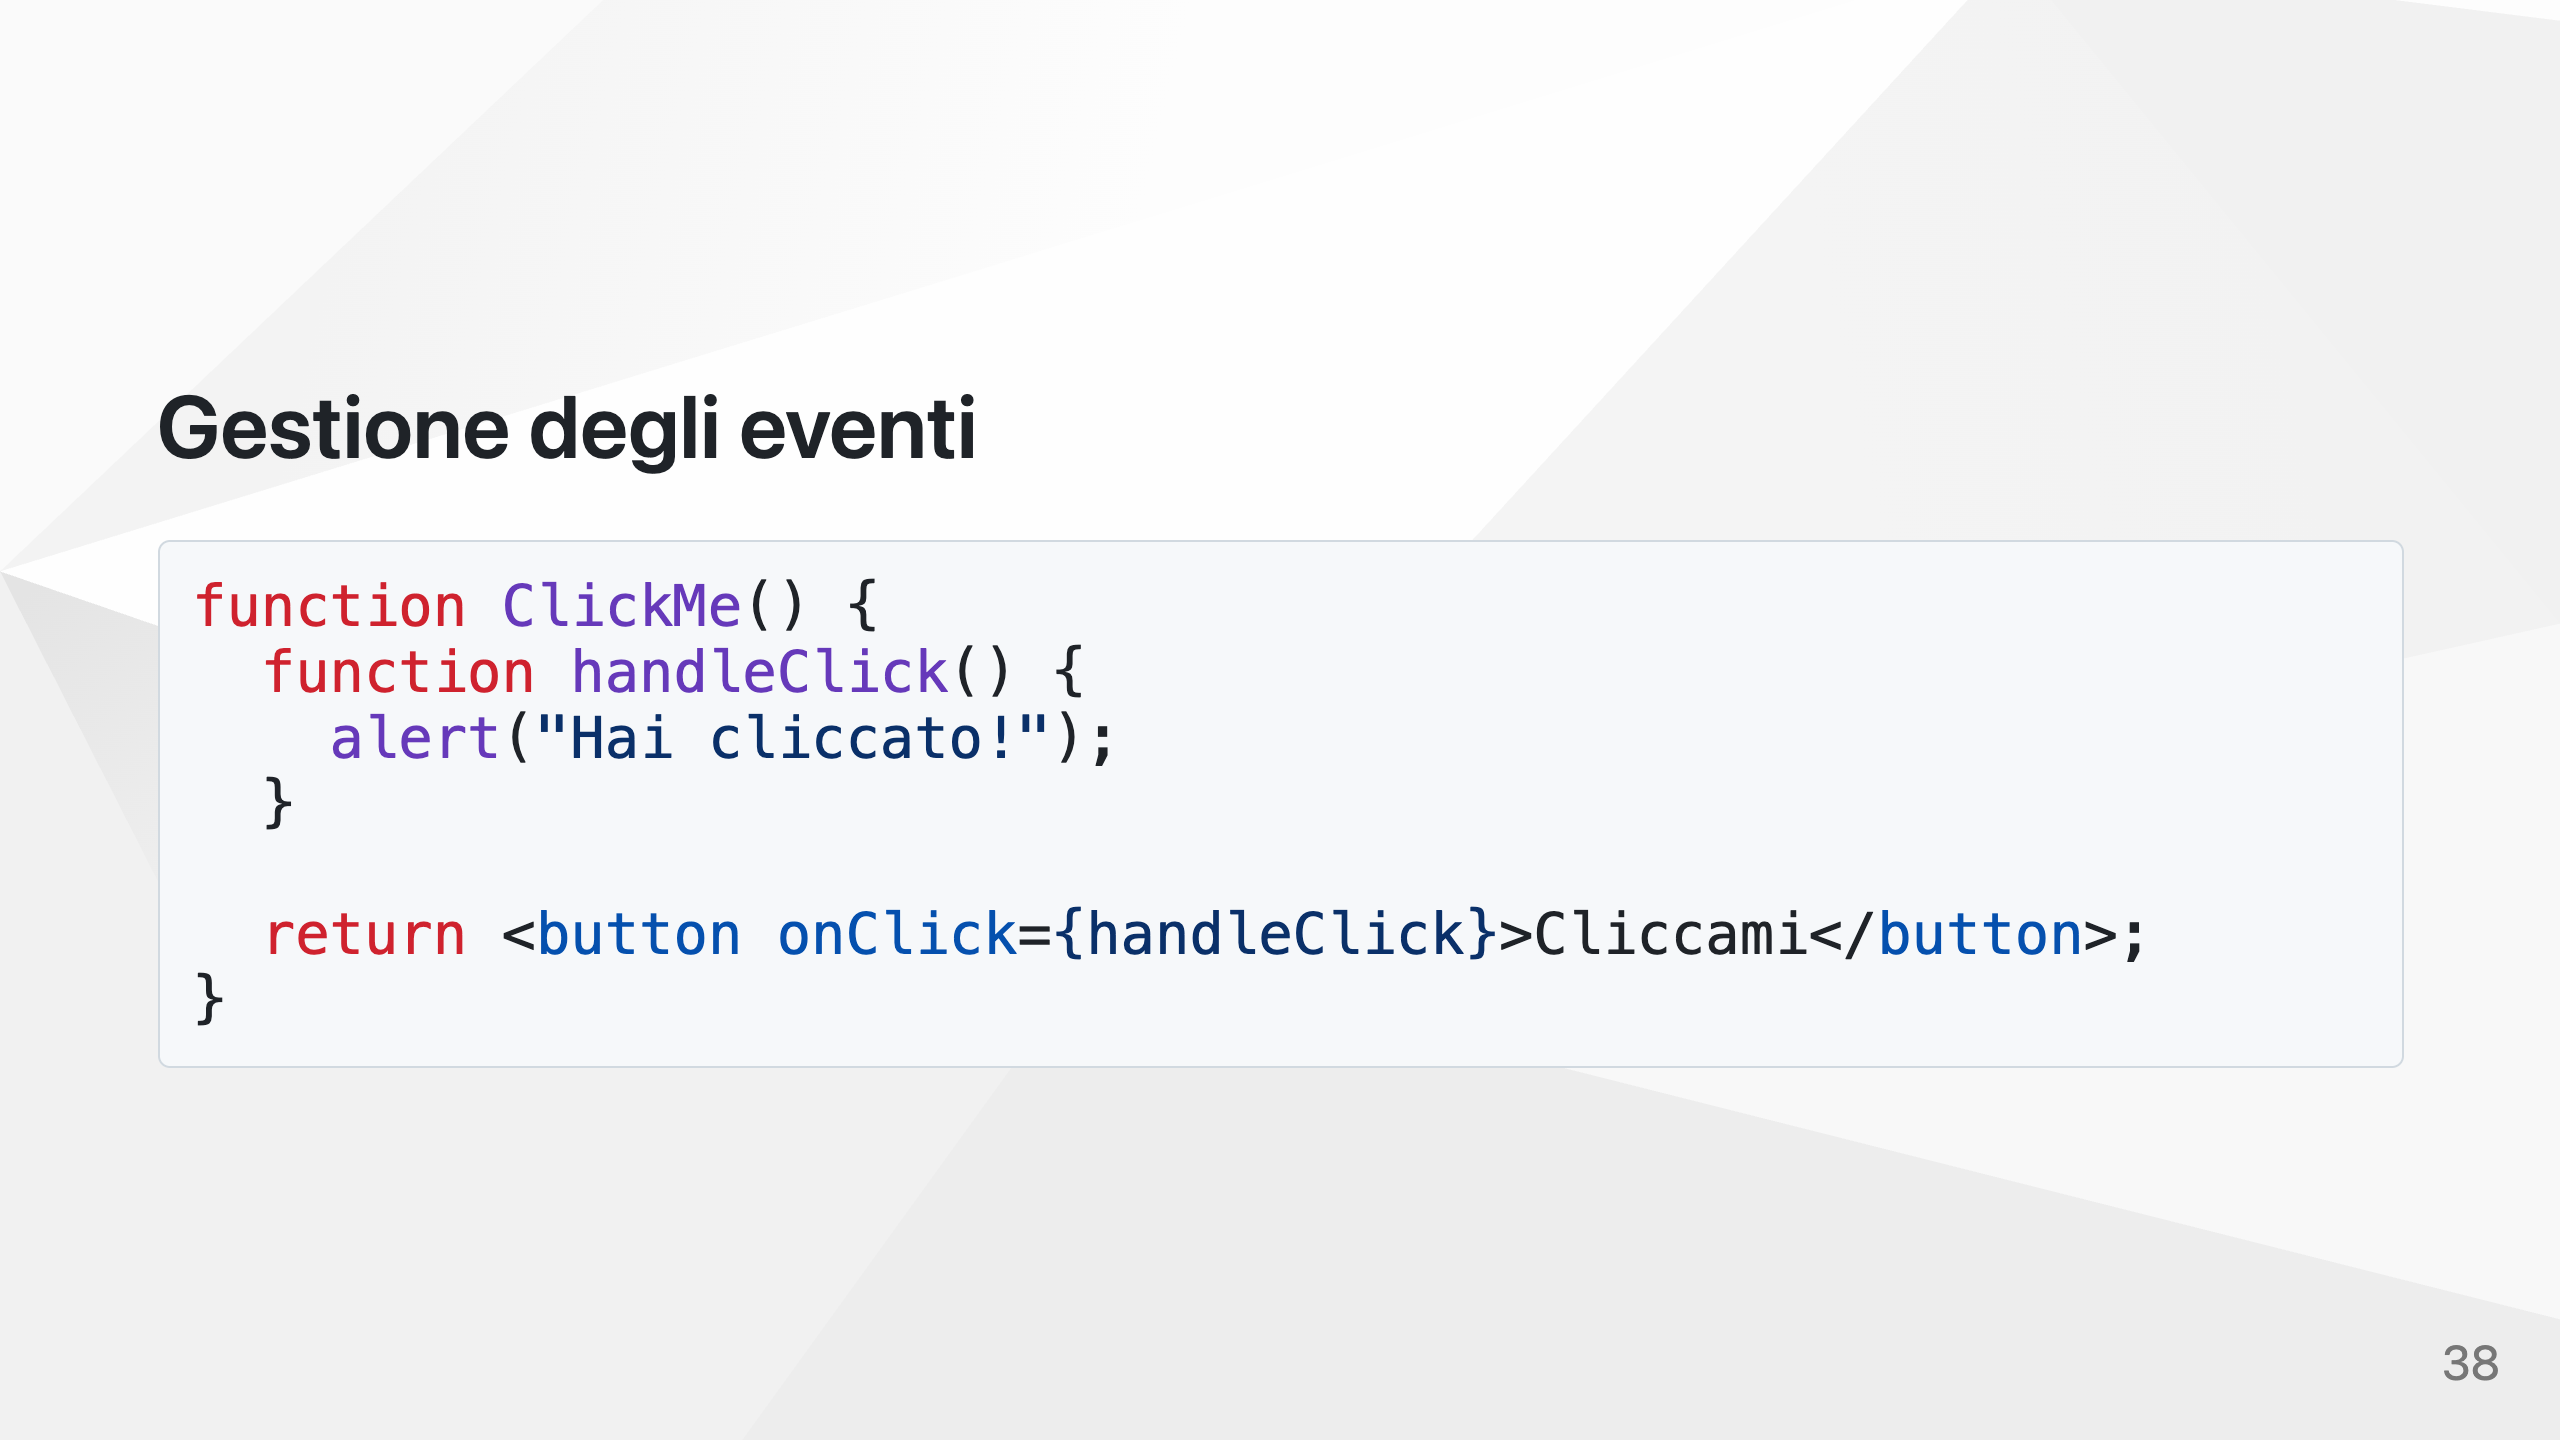 Gestione degli eventi
function ClickMe() {
  function handleClick() {
    alert("Hai cliccato!");
  }

  return <button onClick={handleClick}>Cliccami</button>;
}
38